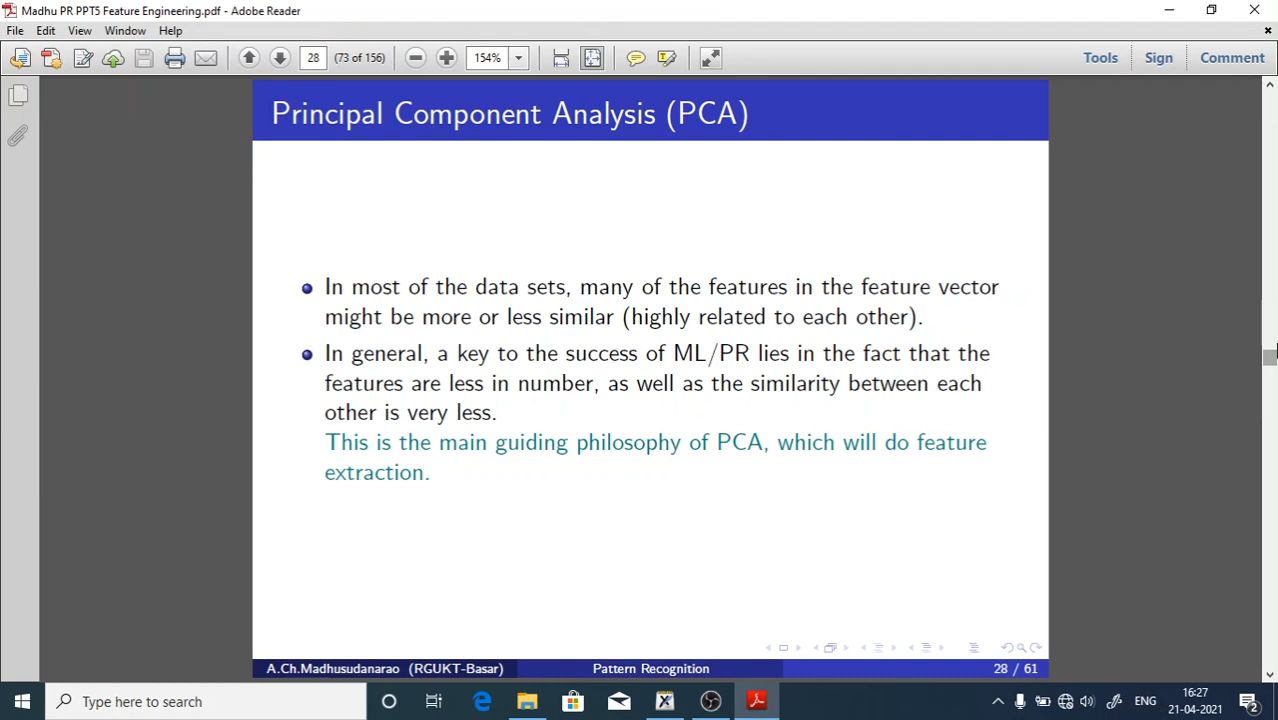 Madhu PR PPT5 Feature Engineering.pdf - Adobe Reader
File Edit View Window Help
28 (73 of 156) 154% Tools Sign Comment
Principal Component Analysis (PCA)
In most of the data sets, many of the features in the feature vector
might be more or less similar (highly related to each other).
In general, a key to the success of ML/PR lies in the fact that the
features are less in number, as well as the similarity between each
other is very less.
This is the main guiding philosophy of PCA, which will do feature
extraction.
A.Ch.Madhusudanarao (RGUKT-Basar) Pattern Recognition 28 / 61
Type here to search
ENG
16:27
21-04-2021
2